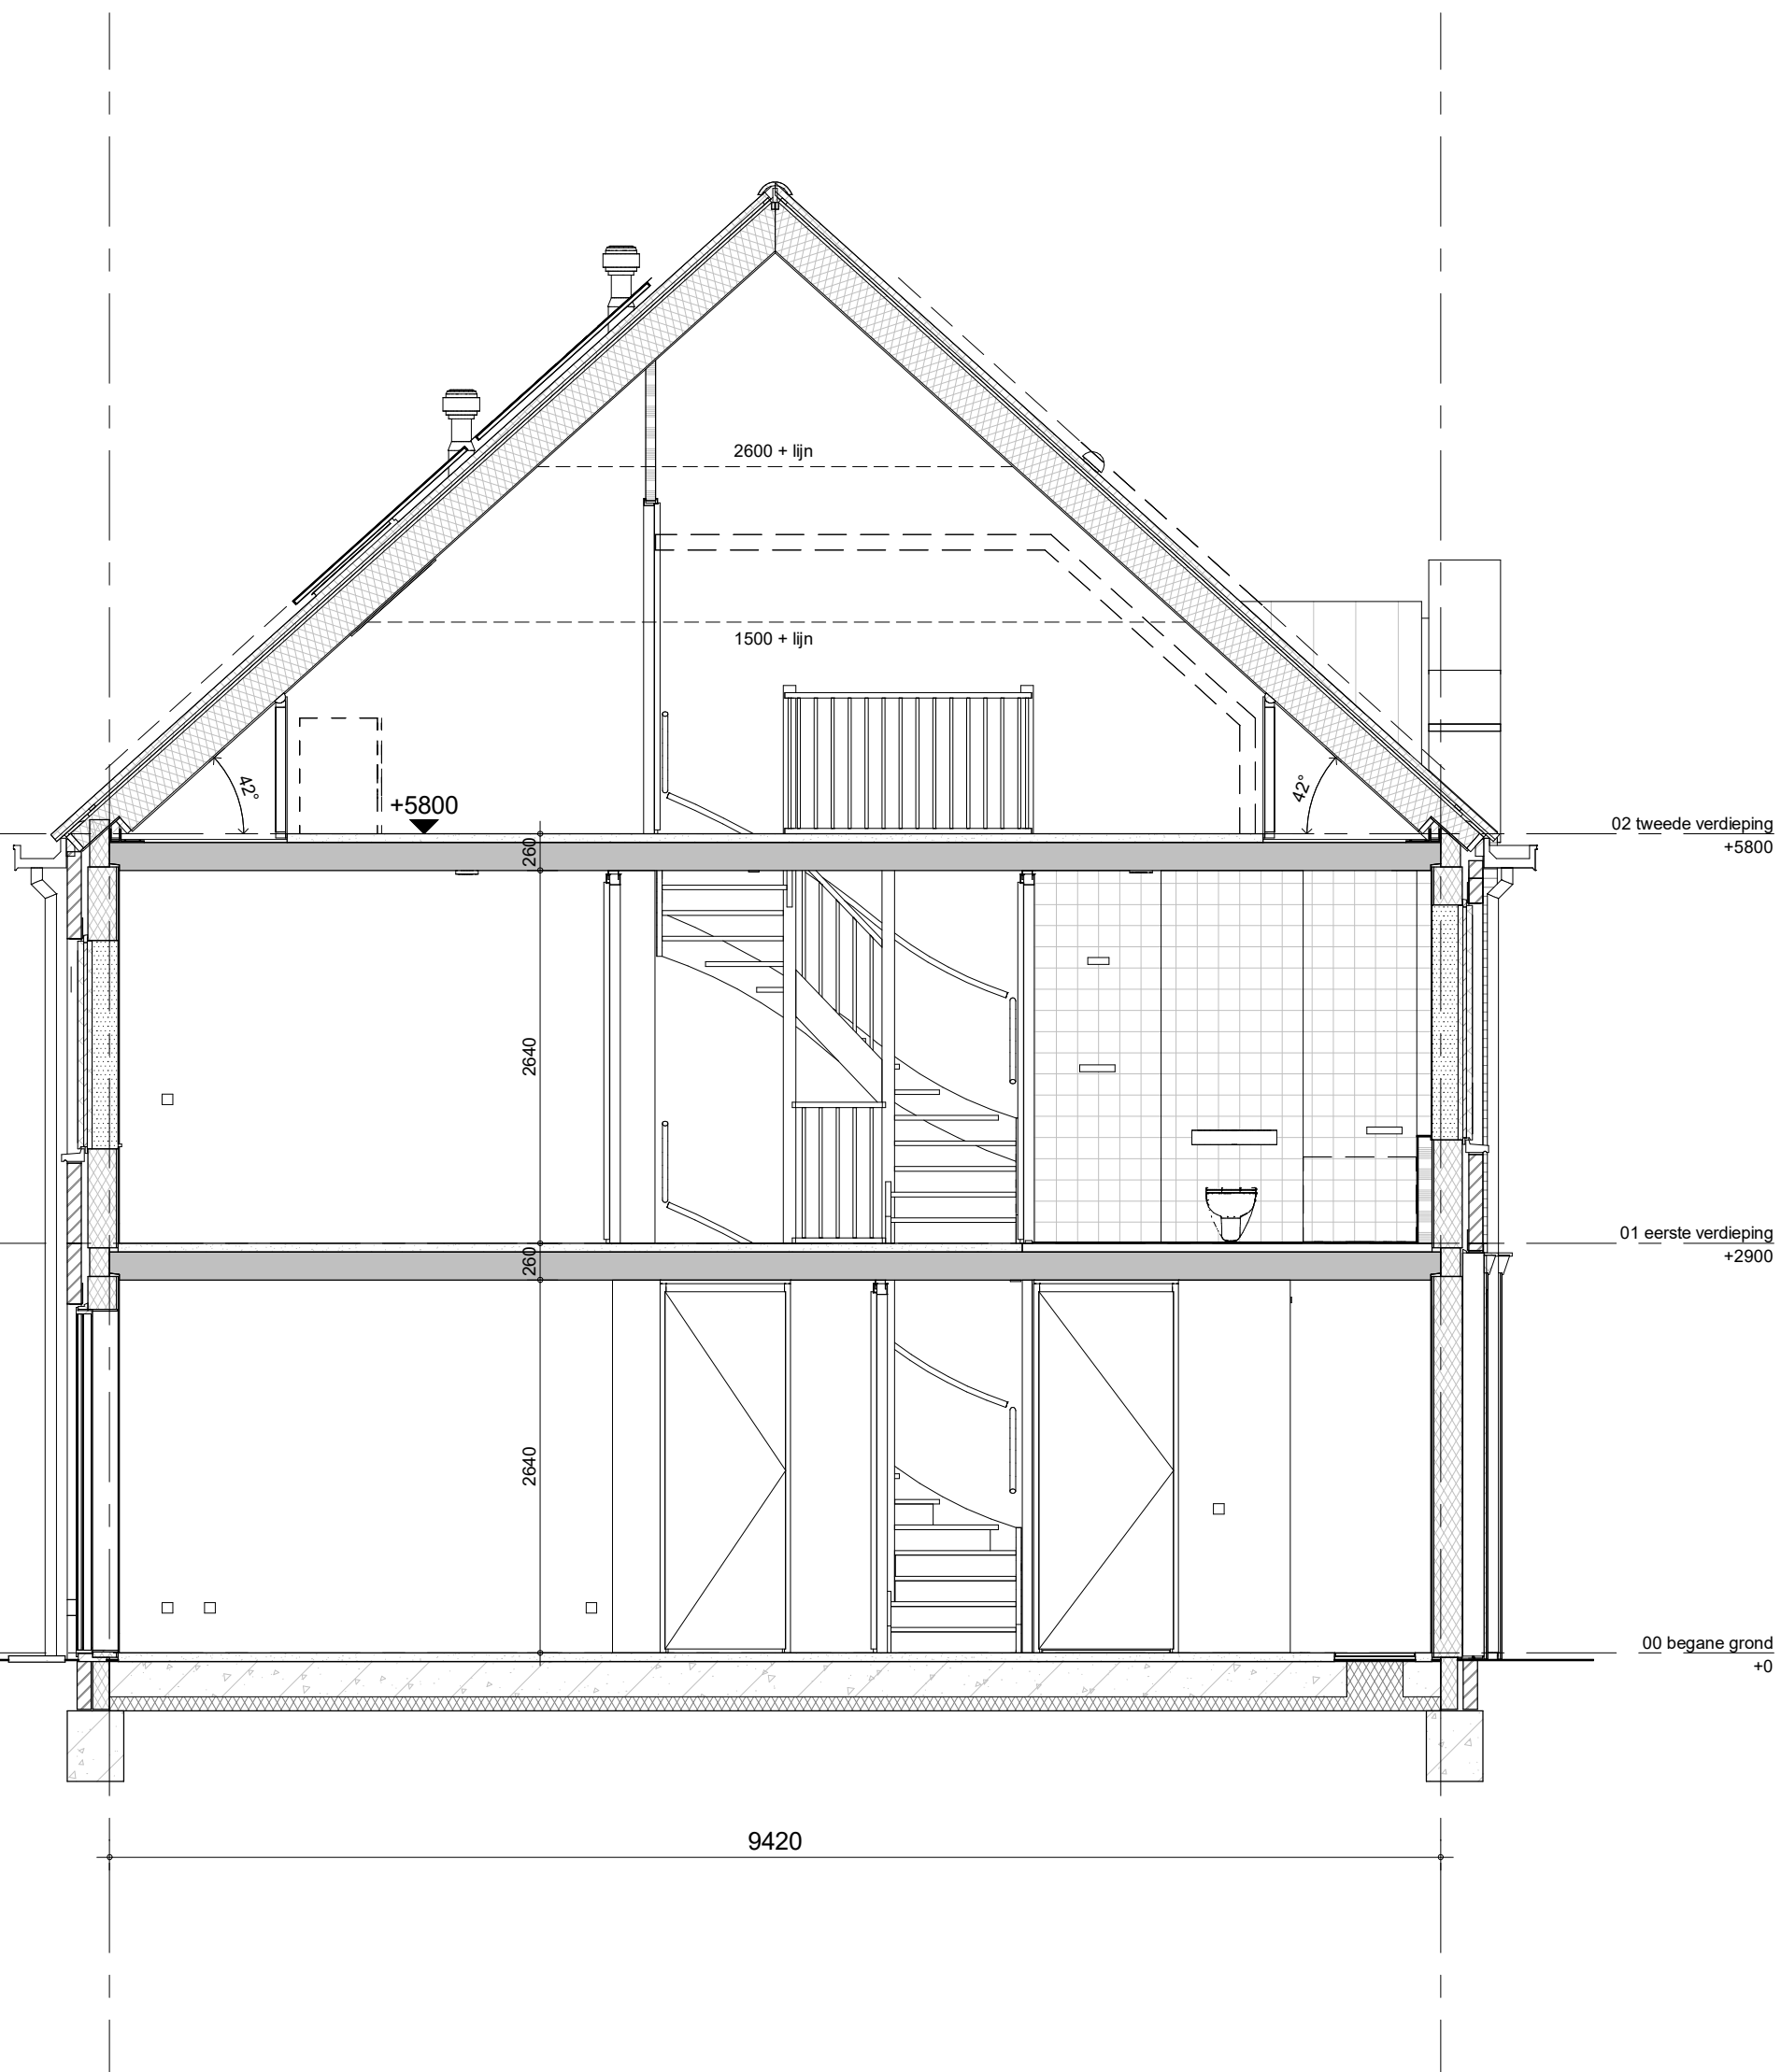 2600 + lijn
1500 + lijn
42°
42°
+5800
02 tweede verdieping
+5800
260
2640
01 eerste verdieping
+2900
260
2640
00 begane grond
+0
9420